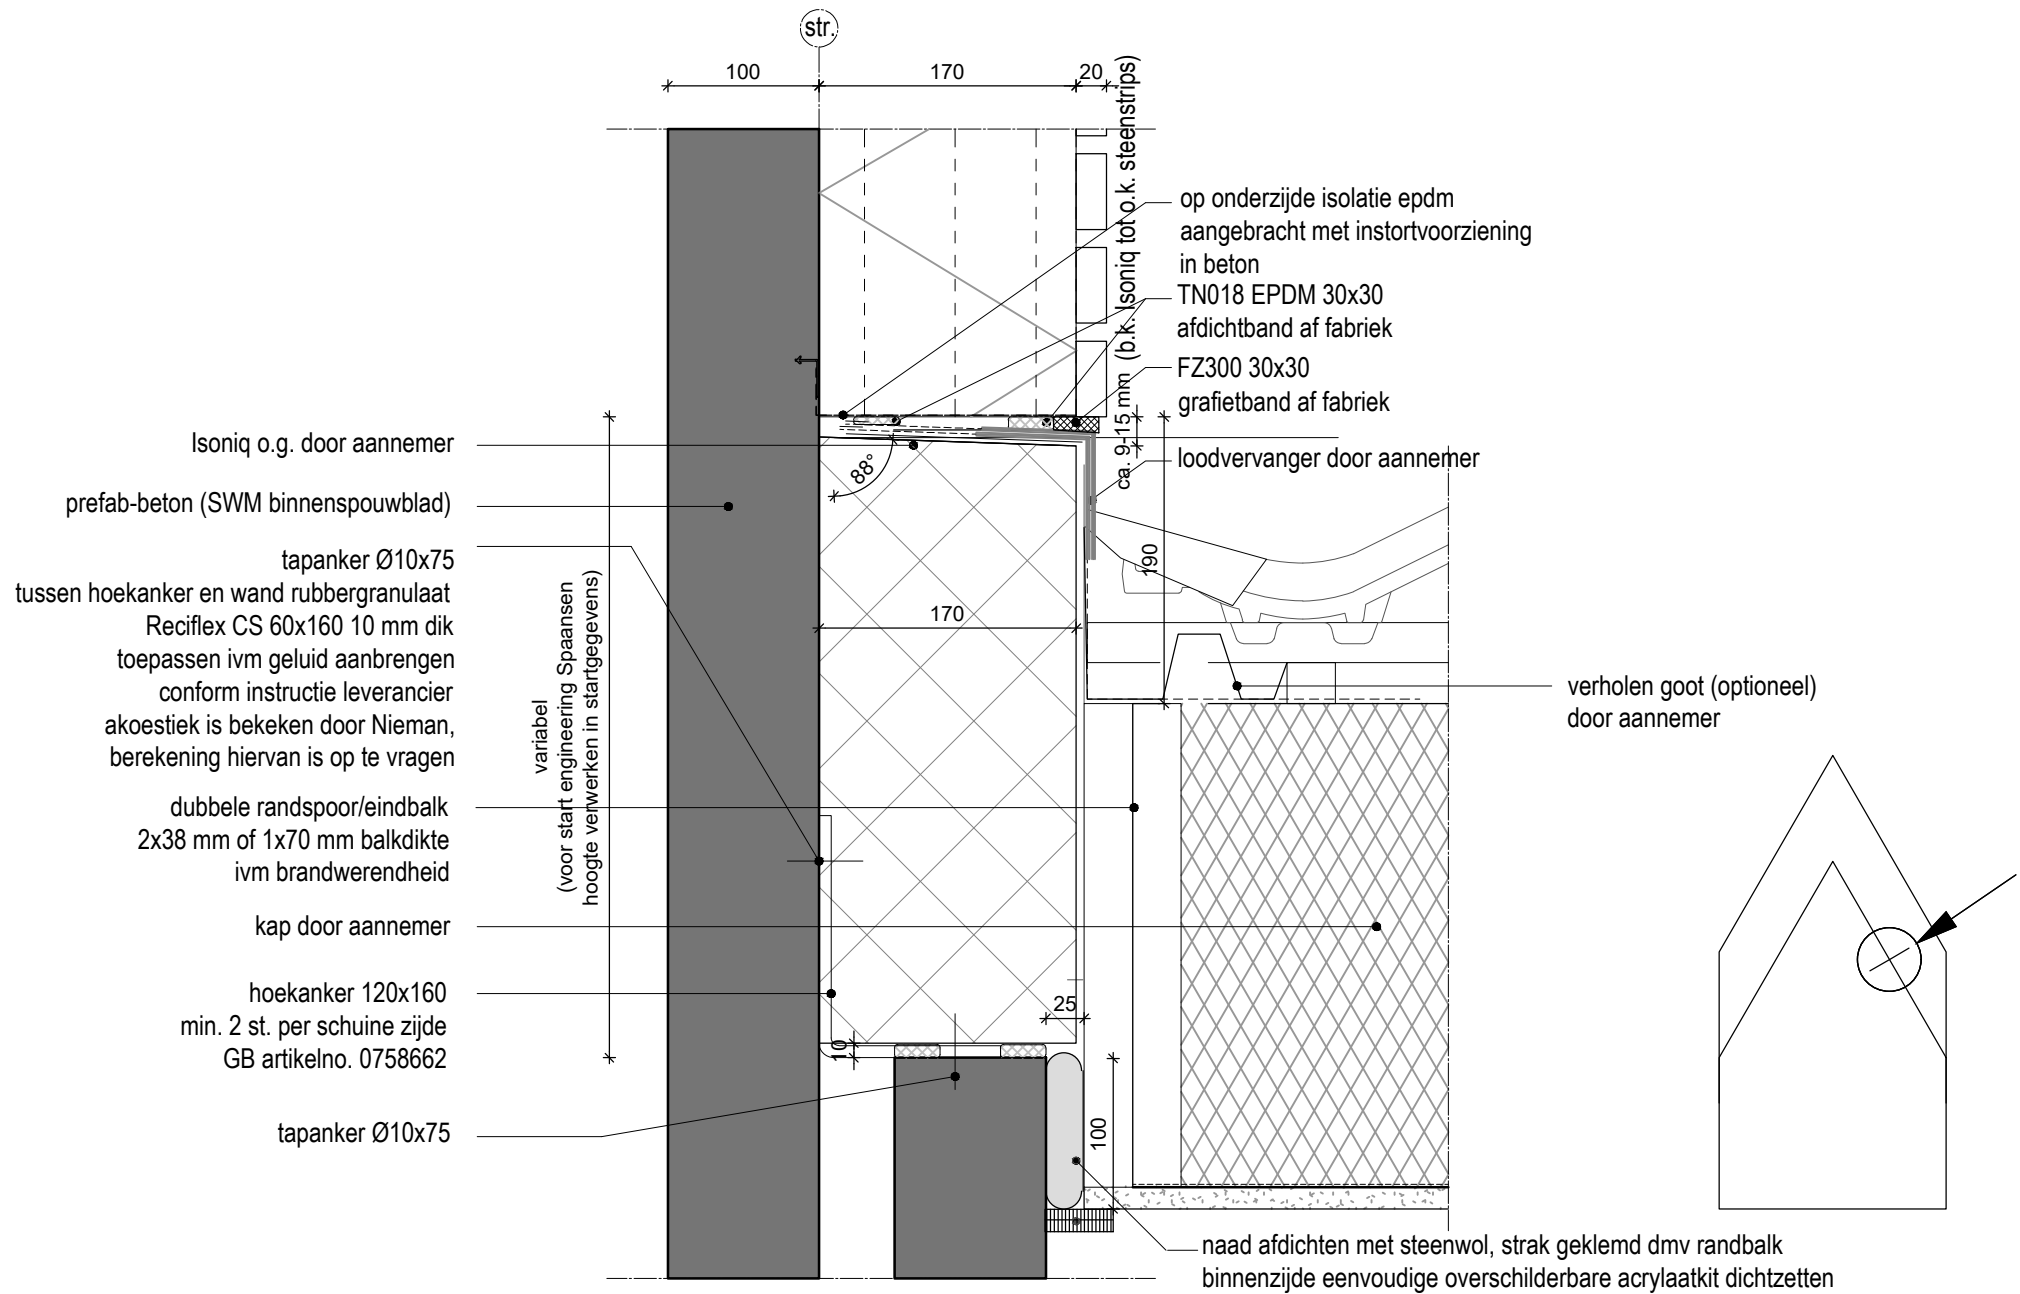 str.
100
170
20
ca. 9-15 mm (b.k. Isoniq tot o.k. steenstrips)
op onderzijde isolatie epdm
aangebracht met instortvoorziening
in beton
TN018 EPDM 30x30
afdichtband af fabriek
FZ300 30x30
grafietband af fabriek
loodvervanger door aannemer
Isoniq o.g. door aannemer
88°
prefab-beton (SWM binnenspouwblad)
tapanker Ø10x75
tussen hoekanker en wand rubbergranulaat
Reciflex CS 60x160 10 mm dik
toepassen ivm geluid aanbrengen
conform instructie leverancier
akoestiek is bekeken door Nieman,
berekening hiervan is op te vragen
variabel
(voor start engineering Spaansen
hoogte verwerken in startgegevens)
190
170
verholen goot (optioneel)
door aannemer
dubbele randspoor/eindbalk
2x38 mm of 1x70 mm balkdikte
ivm brandwerendheid
kap door aannemer
hoekanker 120x160
min. 2 st. per schuine zijde
GB artikelno. 0758662
25
10
100
tapanker Ø10x75
naad afdichten met steenwol, strak geklemd dmv randbalk
binnenzijde eenvoudige overschilderbare acrylaatkit dichtzetten